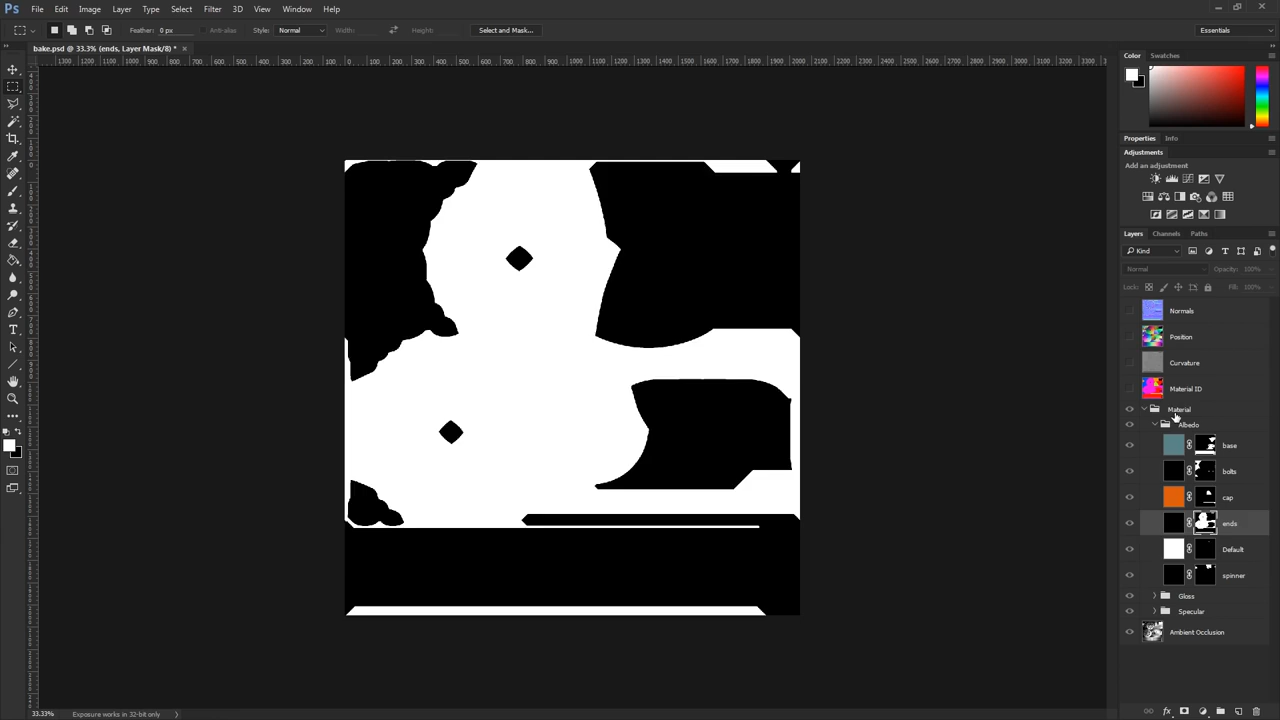 Ps File Edit Image Layer Type Select Filter 3D View Window Help
Feather: 0 px Anti-alias Style: Normal Width: Height: Select and Mask... Essentials
bake.psd @ 33.3% (ends, Layer Mask/8) * ×
Color Swatches
Properties Info
Adjustments
Add an adjustment
Layers Channels Paths
Kind
Normal Opacity: 100%
Lock: Fill: 100%
Normals
Position
Curvature
Material ID
Material
Albedo
base
bolts
cap
ends
Default
spinner
Gloss
Specular
Ambient Occlusion
33.33% Exposure works in 32-bit only